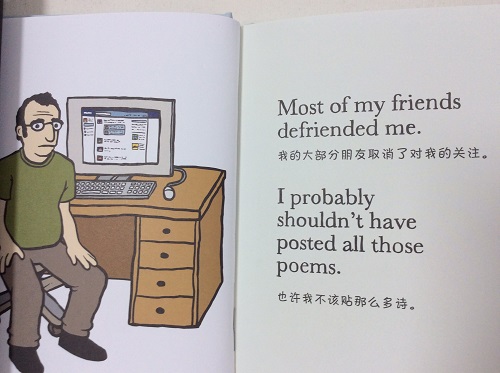 Most of my friends
defriended me.
我的大部分朋友取消了对我的关注。
I probably
shouldn't have
posted all those
poems.
也许我不该贴那么多诗。